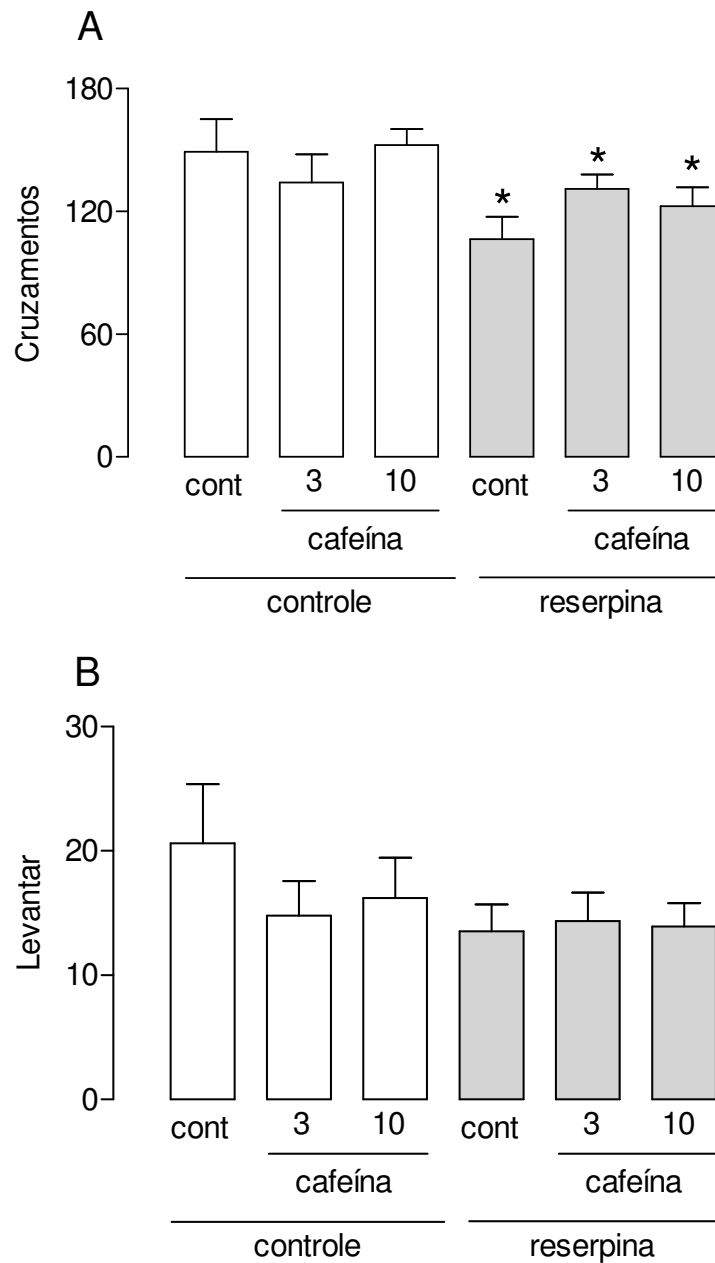 A
180
120
60
0
Cruzamentos
* * *
cont 3 10 cont 3 10
cafeína cafeína
controle reserpina
B
30
20
10
0
Levantar
cont 3 10 cont 3 10
cafeína cafeína
controle reserpina